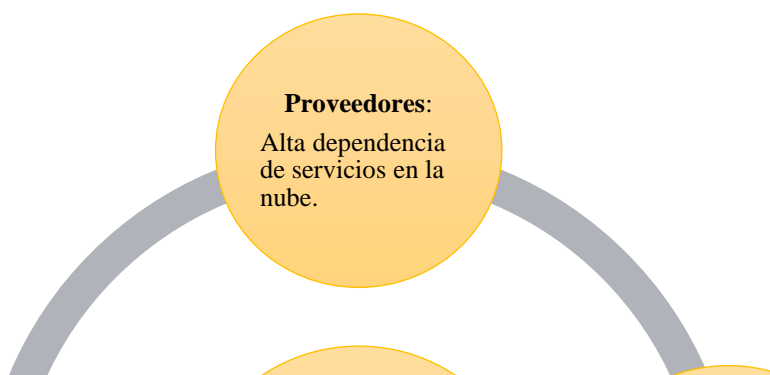 Proveedores:
Alta dependencia
de servicios en la
nube.